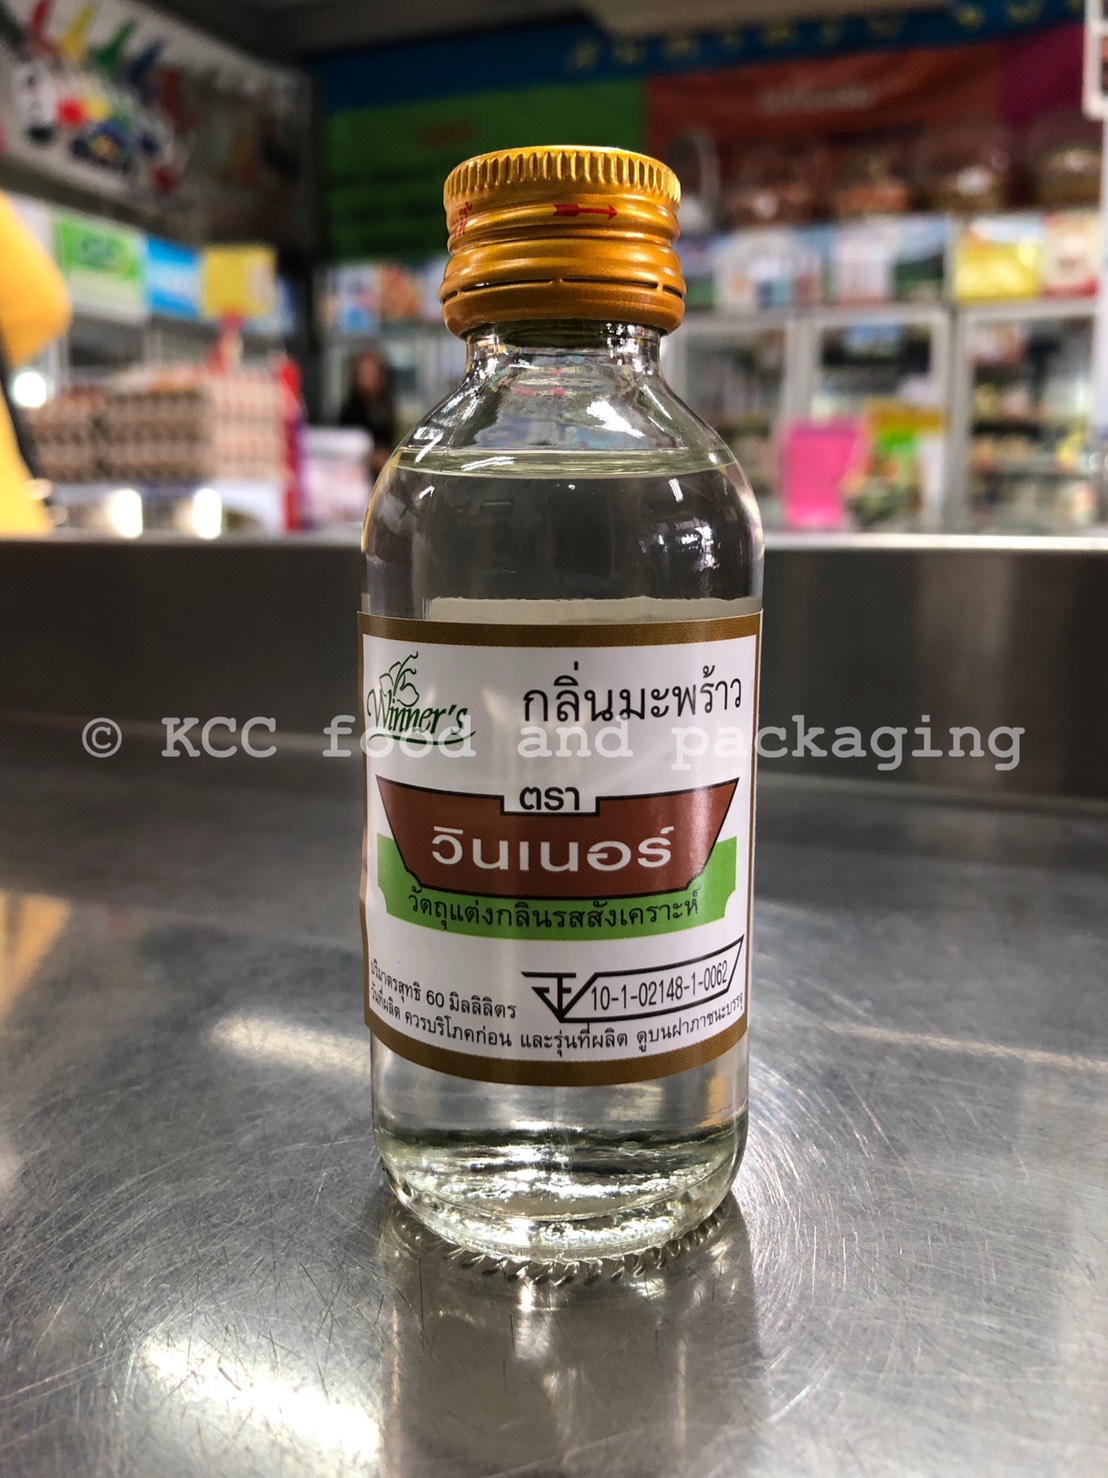 Winner's
กลิ่นมะพร้าว
© KCC food and packaging
ตรา
วินเนอร์
วัตถุแต่งกลิ่นรสสังเคราะห์
10-1-02148-1-0062
ปริมาตรสุทธิ 60 มิลลิลิตร
วันที่ผลิต ควรบริโภคก่อน และรุ่นที่ผลิต ดูบนฝาภาชนะบรรจุ